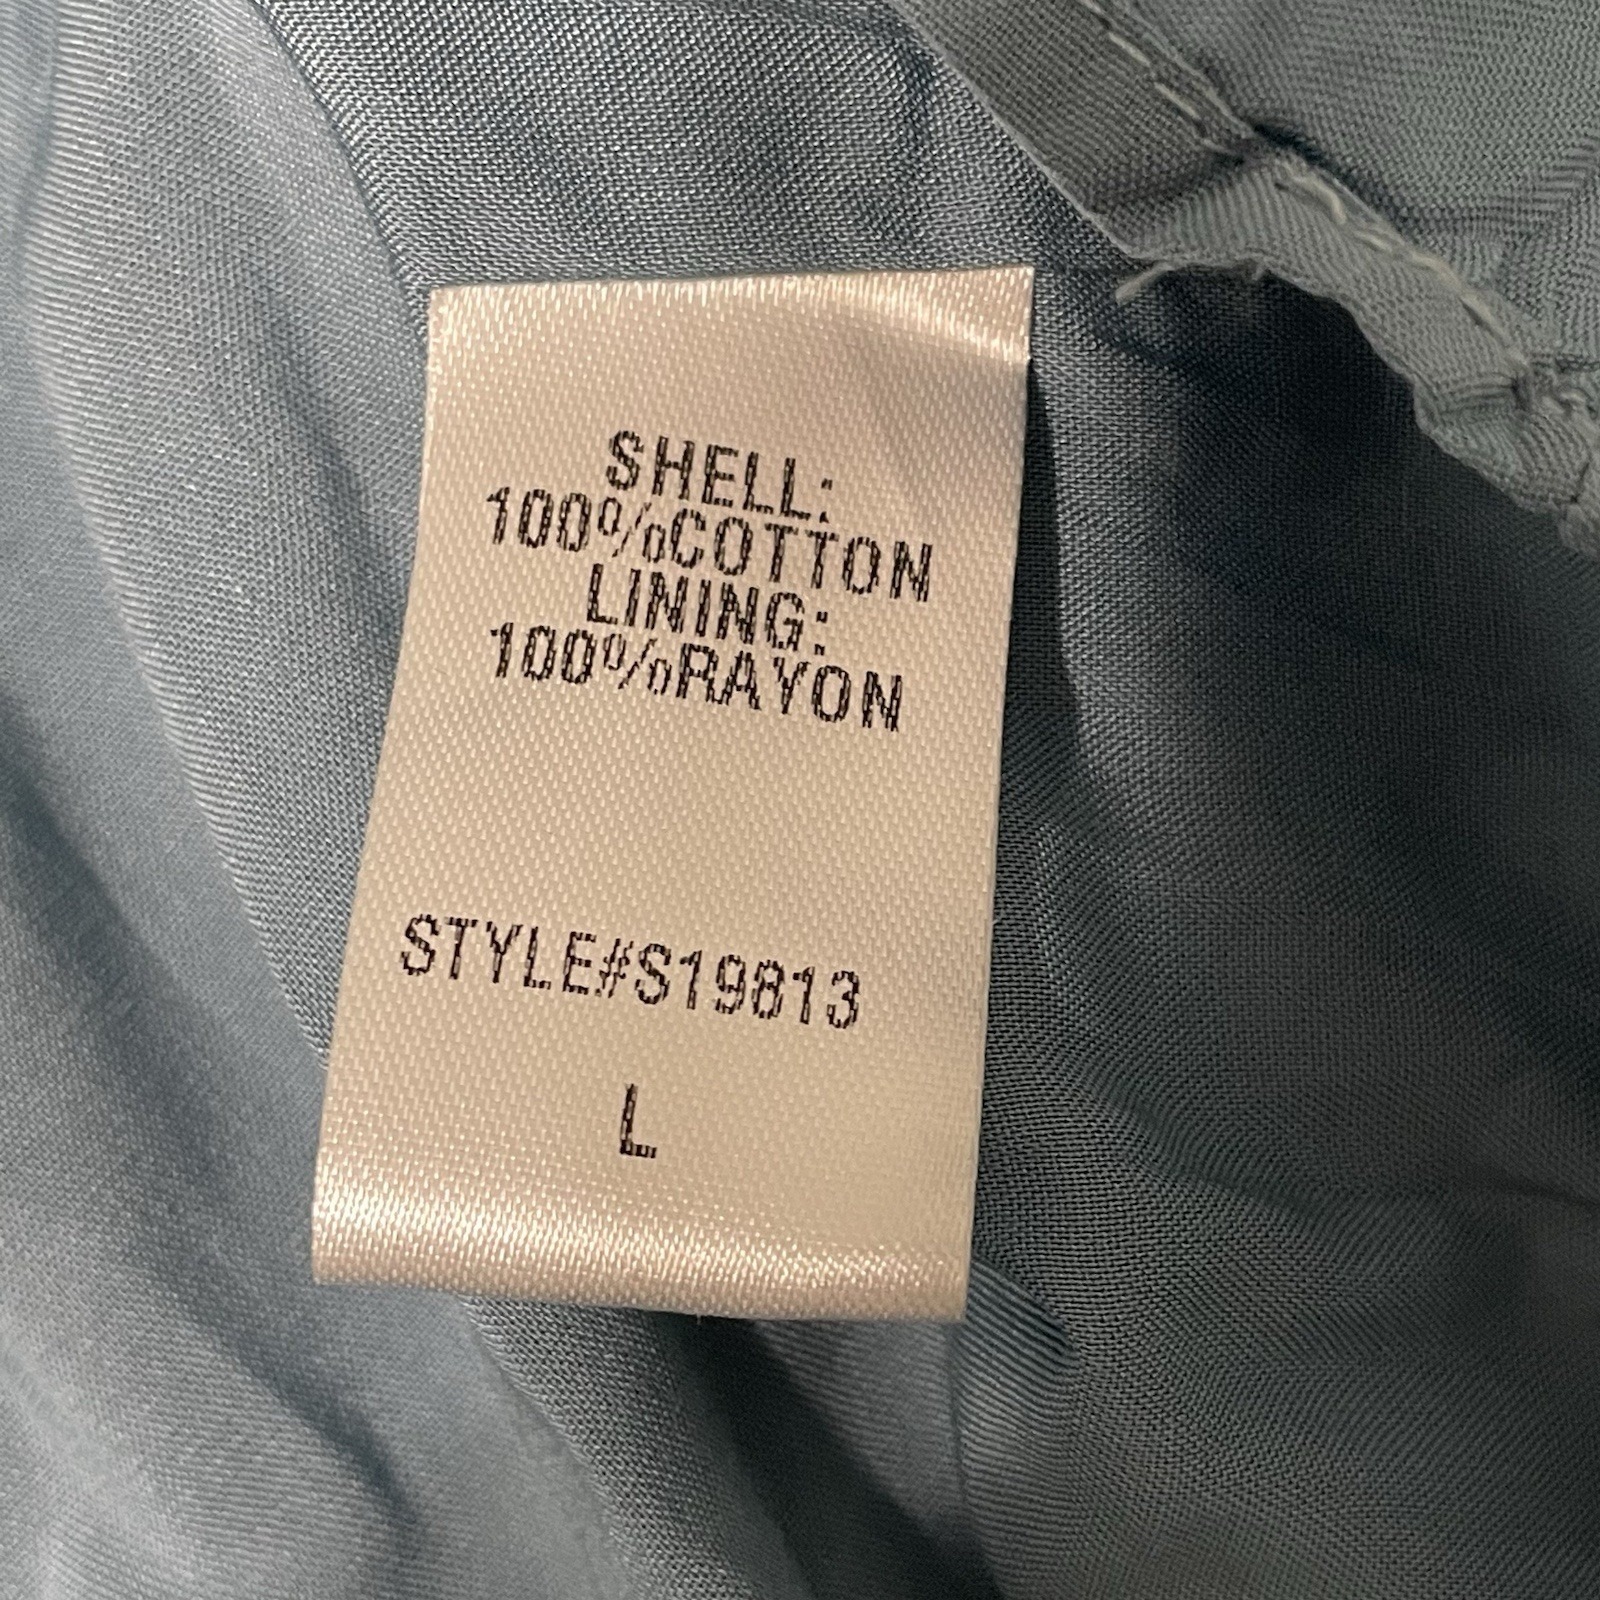 SHELL:
100%COTTON
LINING:
100%RAYON
STYLE#S19813
L